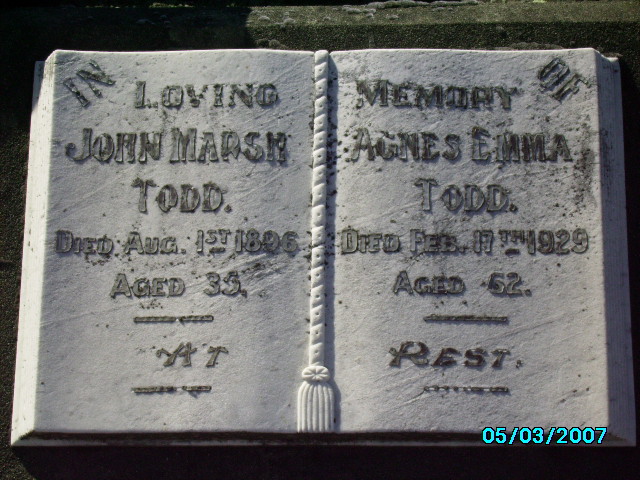 IN LOVING MEMORY OF
JOHN MARSH
TODD.
DIED AUG. 1ST 1896
AGED 35.
AGNES EMMA
TODD.
DIED FEB. 17TH 1929
AGED 62.
AT REST.
05/03/2007